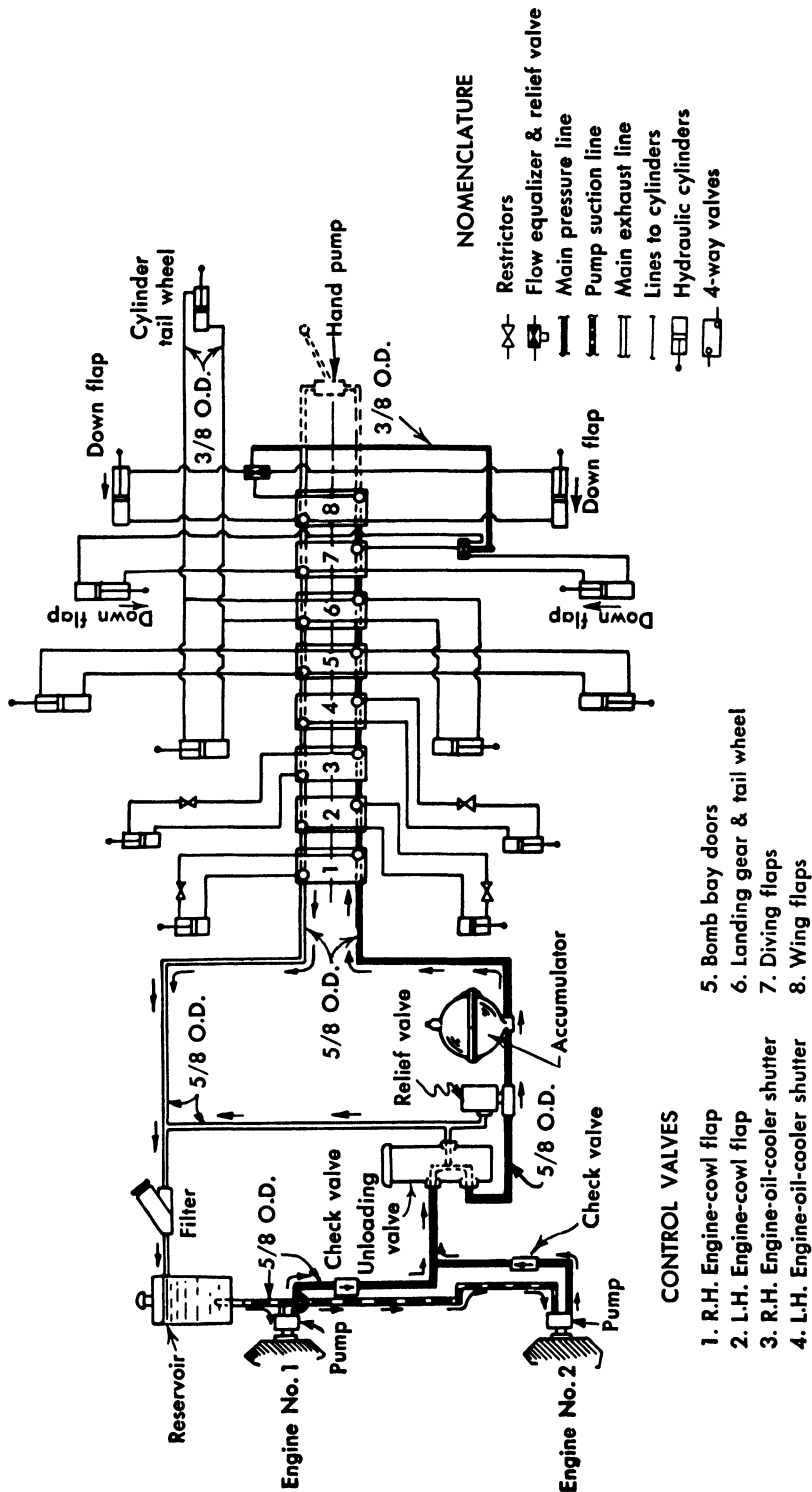 Reservoir
Filter
5/8 O.D.
5/8 O.D.
Engine No. 1
Pump
Check valve
Unloading
valve
Relief valve
5/8 O.D.
Accumulator
5/8 O.D.
Check valve
Engine No. 2
Pump
1
2
3
4
5
6
7
8
Down flap
Down flap
Down flap
Down flap
3/8 O.D.
Cylinder
tail wheel
Hand pump
3/8 O.D.
NOMENCLATURE
Restrictors
Flow equalizer & relief valve
Main pressure line
Pump suction line
Main exhaust line
Lines to cylinders
Hydraulic cylinders
4-way valves
CONTROL VALVES
1. R.H. Engine-cowl flap
2. L.H. Engine-cowl flap
3. R.H. Engine-oil-cooler shutter
4. L.H. Engine-oil-cooler shutter
5. Bomb bay doors
6. Landing gear & tail wheel
7. Diving flaps
8. Wing flaps